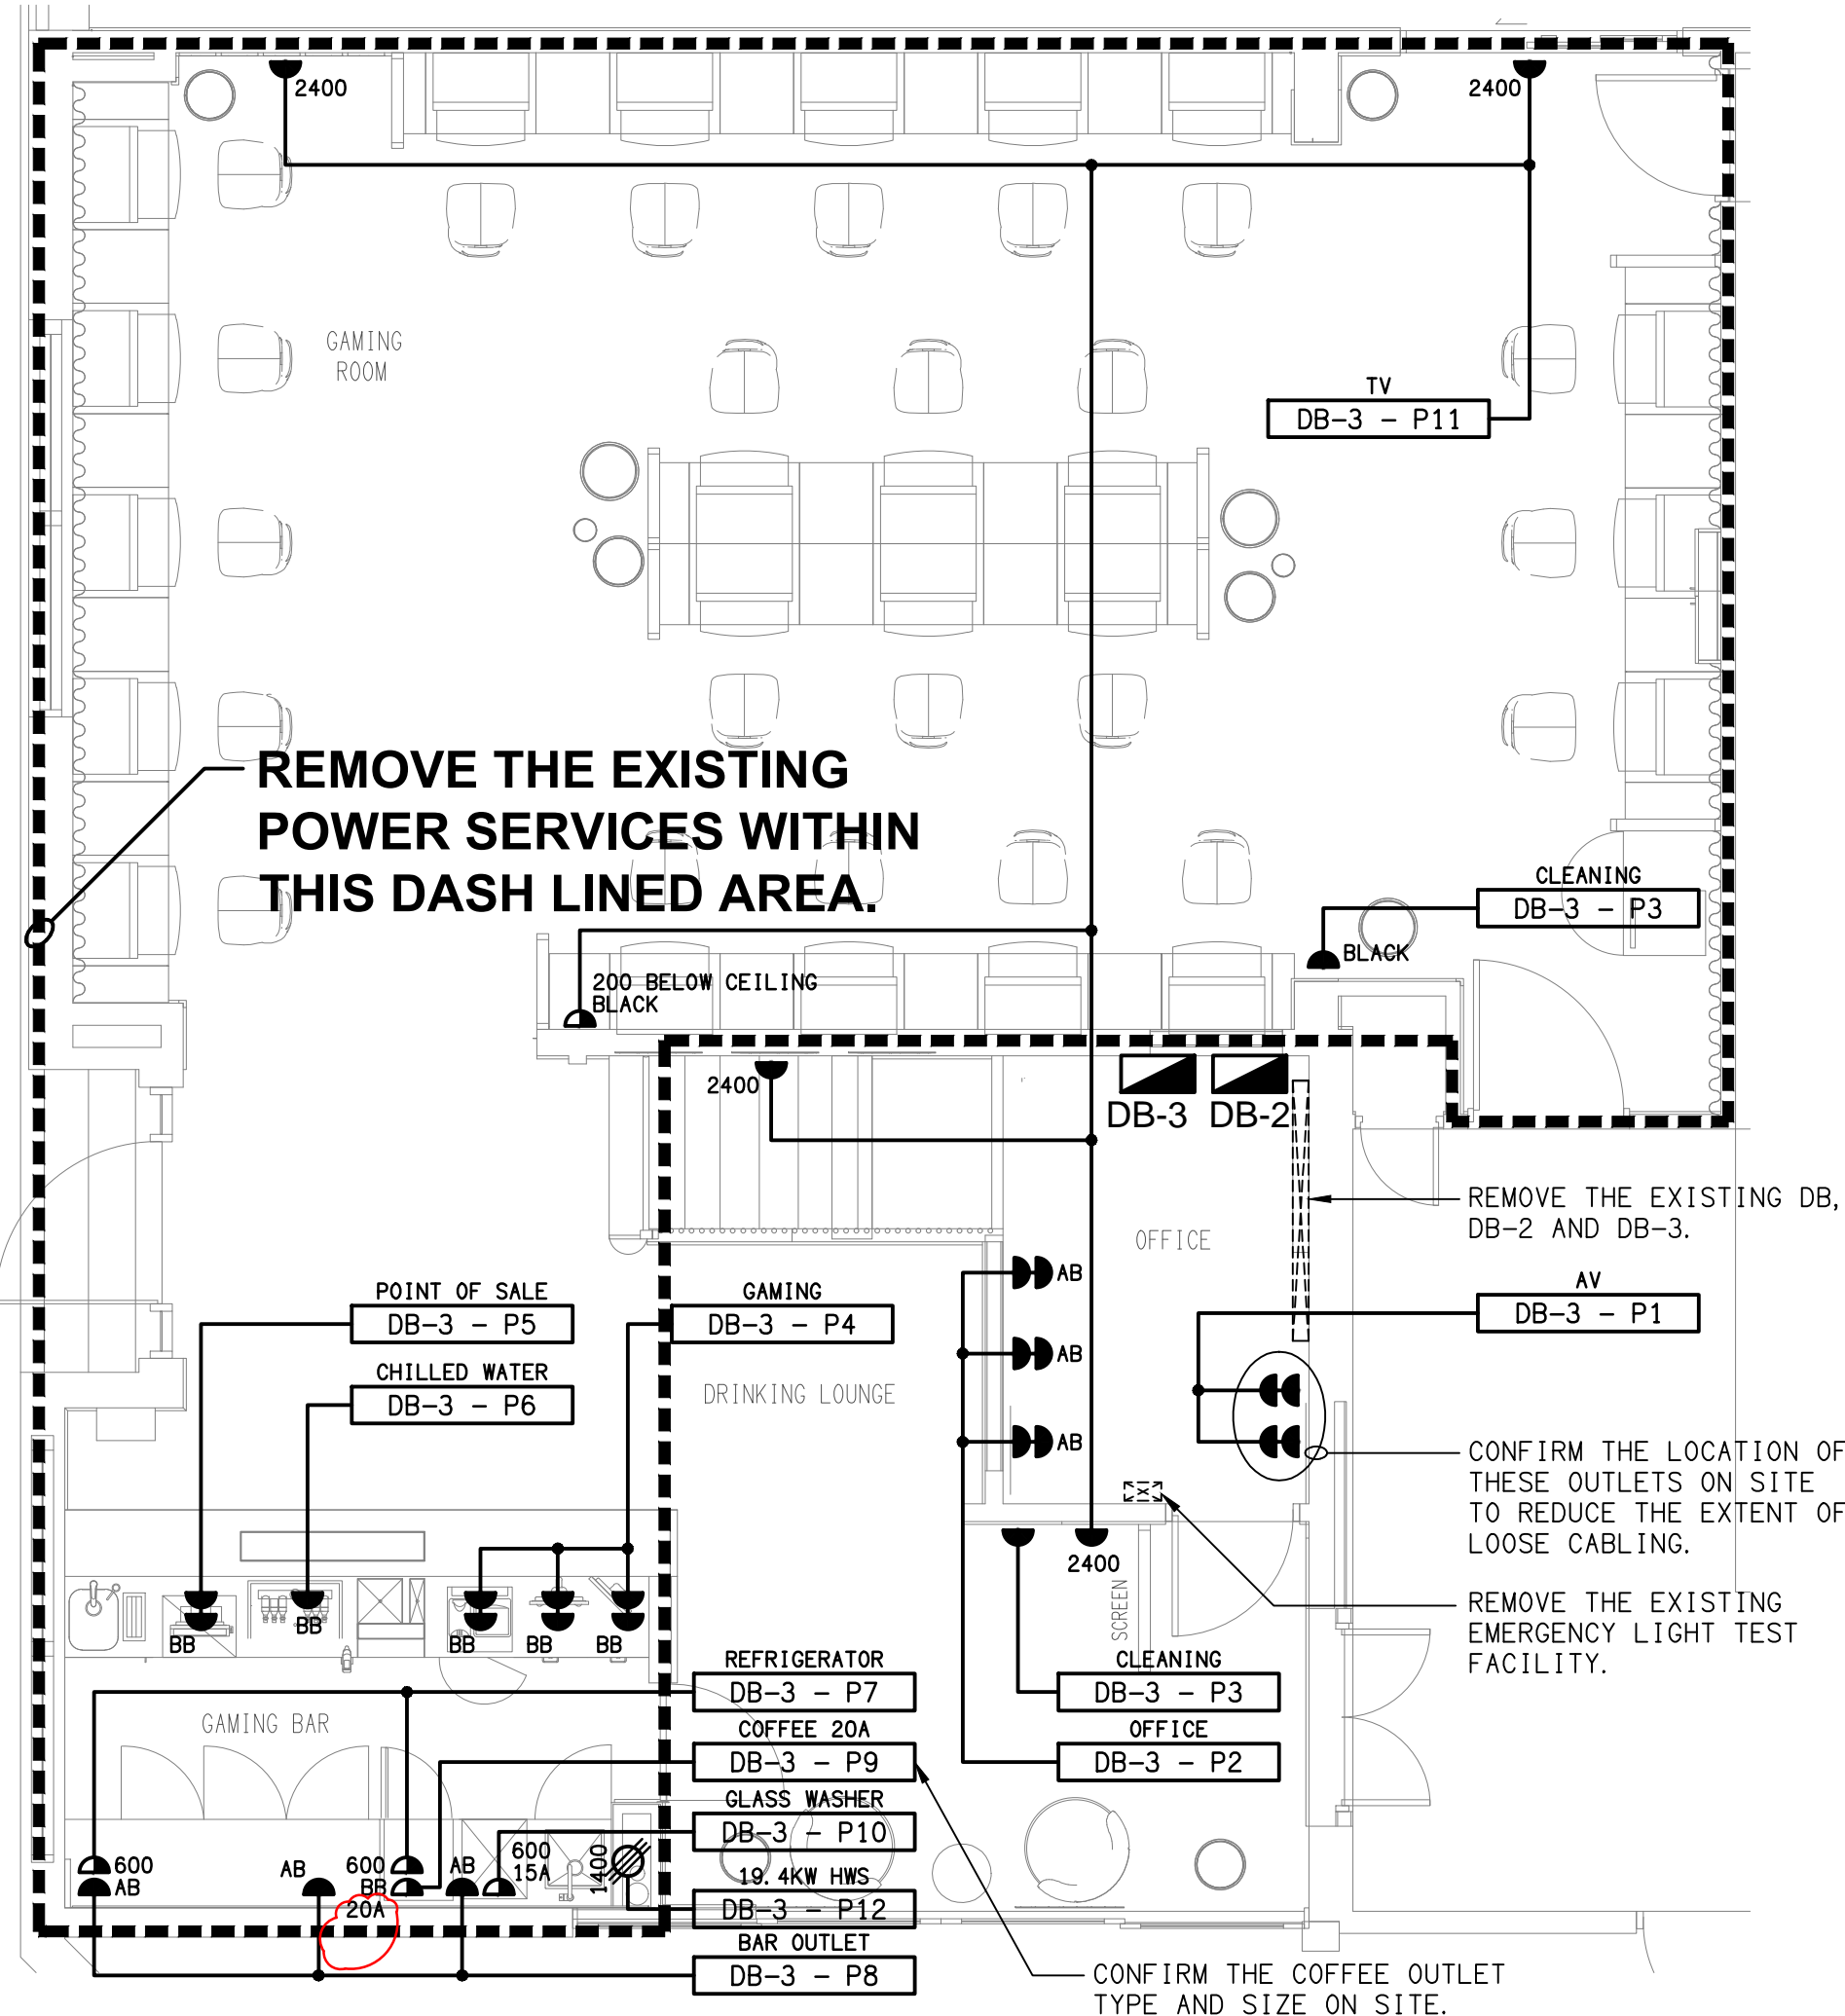 2400
2400
GAMING
ROOM
TV
DB-3 - P11
REMOVE THE EXISTING
POWER SERVICES WITHIN
THIS DASH LINED AREA.
CLEANING
DB-3 - P3
BLACK
200 BELOW CEILING
BLACK
2400
DB-3
DB-2
REMOVE THE EXISTING DB,
DB-2 AND DB-3.
OFFICE
AB
AB
AB
AV
DB-3 - P1
POINT OF SALE
DB-3 - P5
GAMING
DB-3 - P4
CHILLED WATER
DB-3 - P6
DRINKING LOUNGE
CONFIRM THE LOCATION OF
THESE OUTLETS ON SITE
TO REDUCE THE EXTENT OF
LOOSE CABLING.
2400
SCREEN
REMOVE THE EXISTING
EMERGENCY LIGHT TEST
FACILITY.
BB
BB
BB
BB
BB
REFRIGERATOR
DB-3 - P7
CLEANING
DB-3 - P3
GAMING BAR
COFFEE 20A
DB-3 - P9
OFFICE
DB-3 - P2
GLASS WASHER
DB-3 - P10
600
AB
AB
600
BB
20A
AB
600
15A
1400
19.4KW HWS
DB-3 - P12
BAR OUTLET
DB-3 - P8
CONFIRM THE COFFEE OUTLET
TYPE AND SIZE ON SITE.